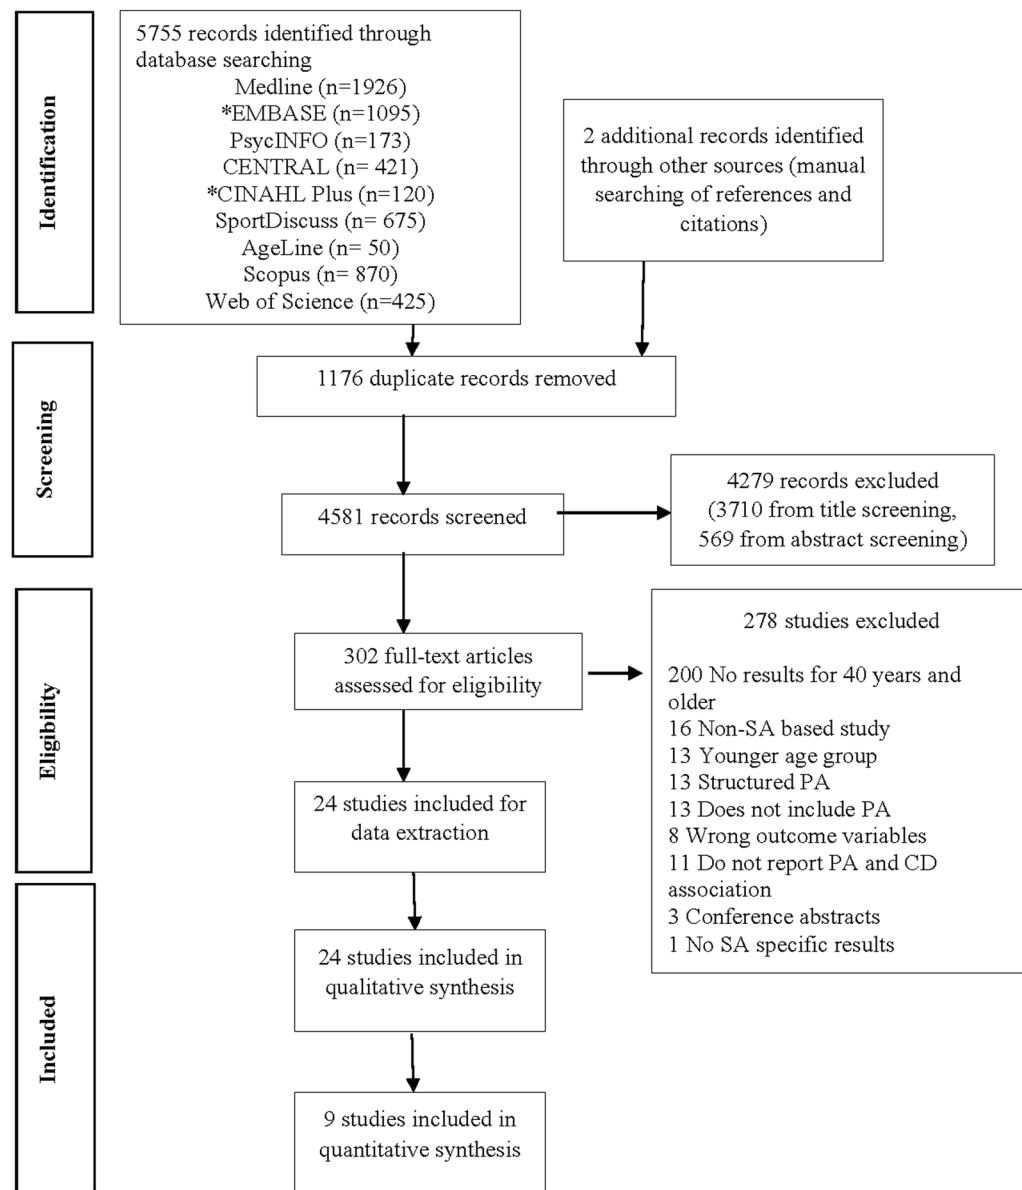 Identification
5755 records identified through
database searching
Medline (n=1926)
*EMBASE (n=1095)
PsycINFO (n=173)
CENTRAL (n= 421)
*CINAHL Plus (n=120)
SportDiscuss (n= 675)
AgeLine (n= 50)
Scopus (n= 870)
Web of Science (n=425)
2 additional records identified
through other sources (manual
searching of references and
citations)
Screening
1176 duplicate records removed
4581 records screened
4279 records excluded
(3710 from title screening,
569 from abstract screening)
Eligibility
302 full-text articles
assessed for eligibility
278 studies excluded
200 No results for 40 years and
older
16 Non-SA based study
13 Younger age group
13 Structured PA
13 Does not include PA
8 Wrong outcome variables
11 Do not report PA and CD
association
3 Conference abstracts
1 No SA specific results
24 studies included for
data extraction
Included
24 studies included in
qualitative synthesis
9 studies included in
quantitative synthesis